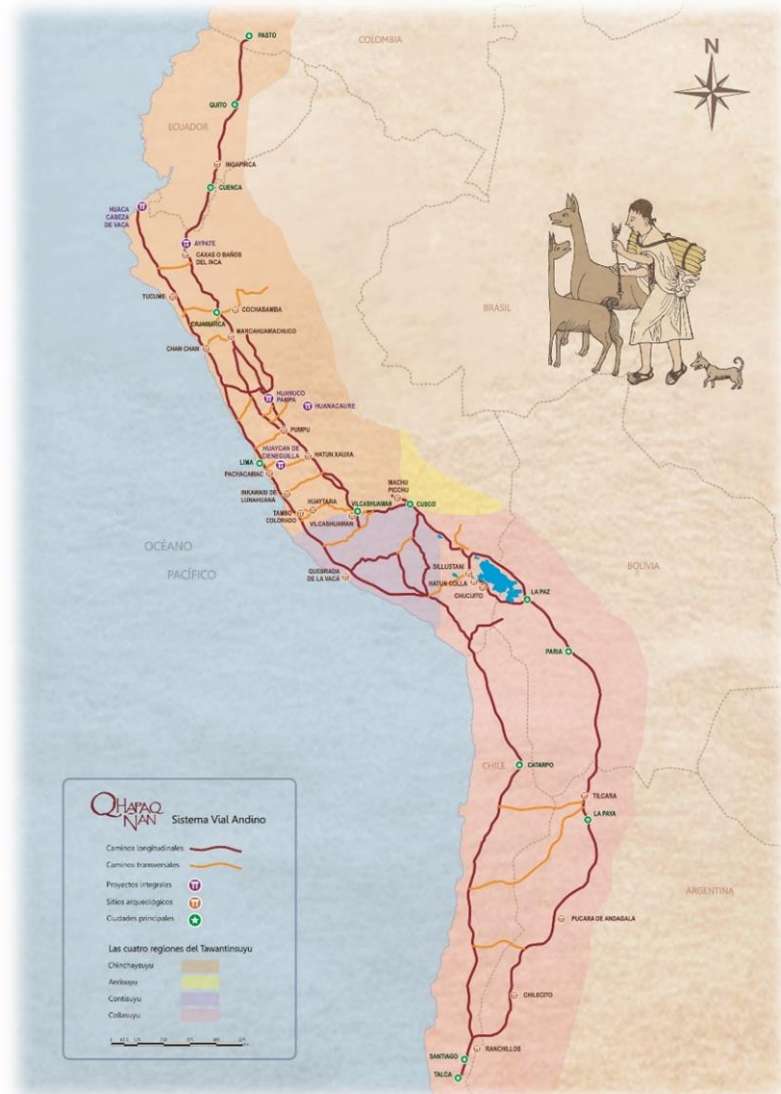 PASTO
COLOMBIA
N
QUITO
ECUADOR
INGAPIRCA
CUENCA
HUACA
CABEZA
DE VACA
AYPATE
CAXAS O BAÑOS
DEL INCA
TUCUME
COCHABAMBA
CAJAMARCA
BRASIL
MARCAHUAMACHUCO
CHAN CHAN
HUANUCO
PAMPA
HUANACAURE
PUMPU
HUAYCAN DE
CIENEGUILLA
HATUN XAUXA
LIMA
PACHACAMAC
MACHU
PICCHU
INKAWASI DE
LUNAHUANA
HUAYTARA
VILCASHUAMAN
CUSCO
TAMBO
COLORADO
VILCASHUAMAN
OCÉANO
PACÍFICO
QUEBRADA
DE LA VACA
SILLUSTANI
HATUN COLLA
CHUCUITO
BOLIVIA
LA PAZ
PARIA
CHILE
CATARPO
TILCARA
LA PAYA
ARGENTINA
PUCARA DE ANDAGALA
CHILECITO
RANCHILLOS
SANTIAGO
TALCA
QHAPAQ
ÑAN
Sistema Vial Andino
Caminos longitudinales
Caminos transversales
Proyectos integrales
Sitios arqueológicos
Ciudades principales
Las cuatro regiones del Tawantinsuyu
Chinchaysuyu
Antisuyu
Contisuyu
Collasuyu